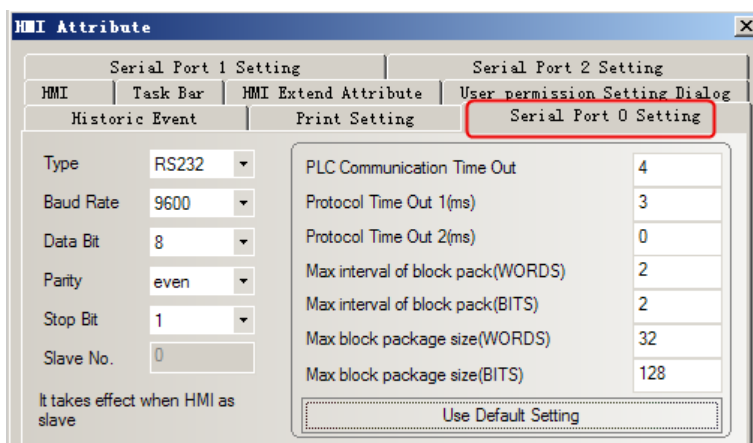 HMI Attribute
Serial Port 1 Setting Serial Port 2 Setting
HMI Task Bar HMI Extend Attribute User permission Setting Dialog
Historic Event Print Setting Serial Port 0 Setting
Type RS232
Baud Rate 9600
Data Bit 8
Parity even
Stop Bit 1
Slave No. 0
It takes effect when HMI as
slave
PLC Communication Time Out 4
Protocol Time Out 1(ms) 3
Protocol Time Out 2(ms) 0
Max interval of block pack(WORDS) 2
Max interval of block pack(BITS) 2
Max block package size(WORDS) 32
Max block package size(BITS) 128
Use Default Setting